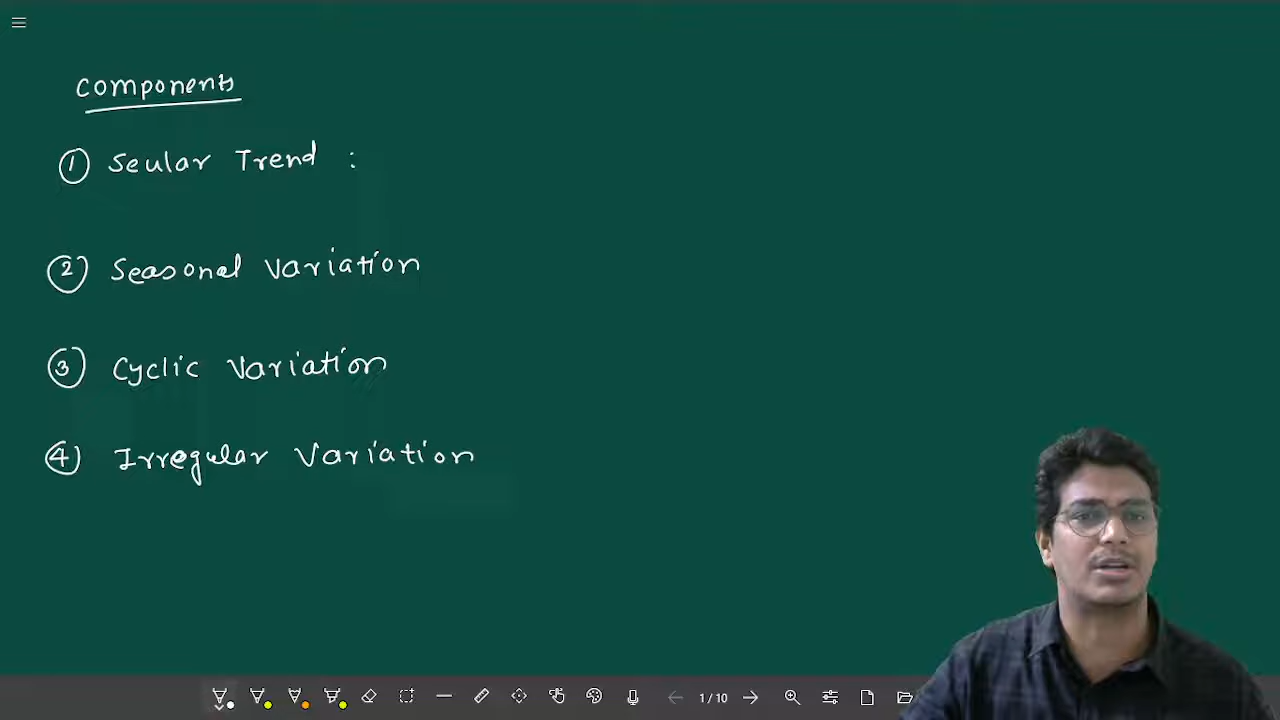 Components
① Seular Trend :
② Seasonal Variation
③ Cyclic Variation
④ Irregular Variation
1/10